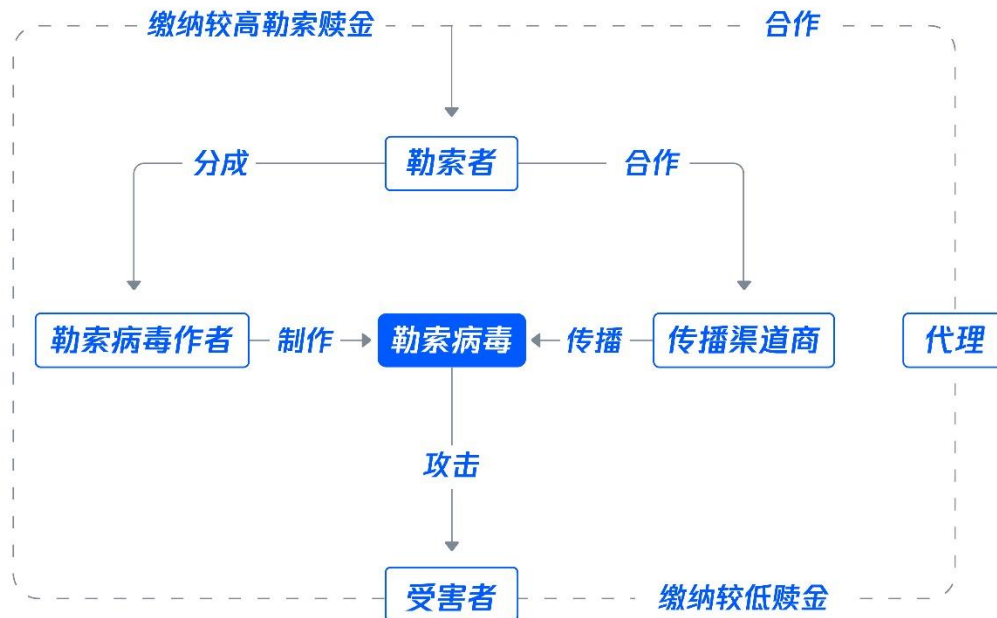 缴纳较高勒索赎金
合作
分成
勒索者
合作
勒索病毒作者
制作
勒索病毒
传播
传播渠道商
代理
攻击
受害者
缴纳较低赎金